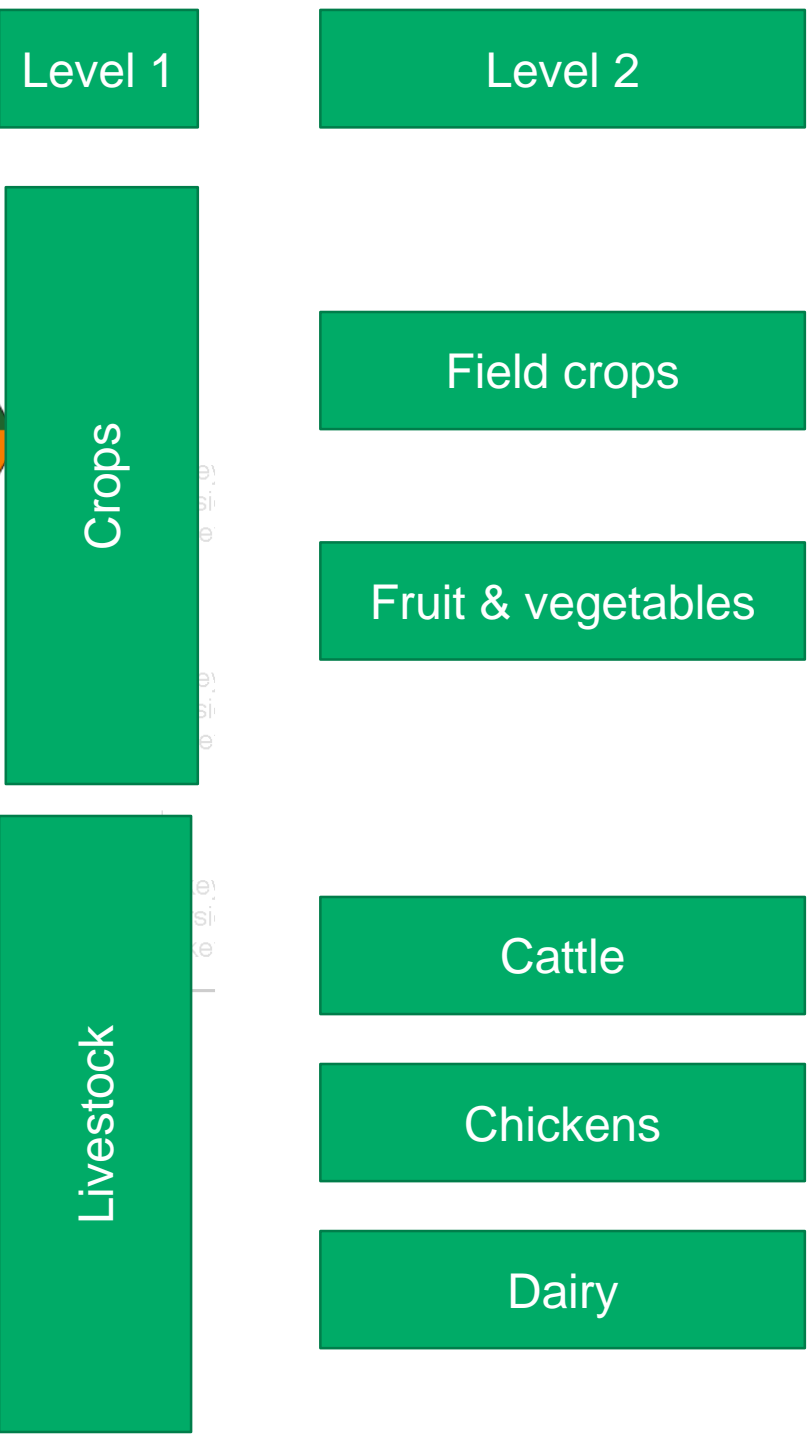 Level 1
Level 2
Crops
Field crops
Fruit & vegetables
Livestock
Cattle
Chickens
Dairy